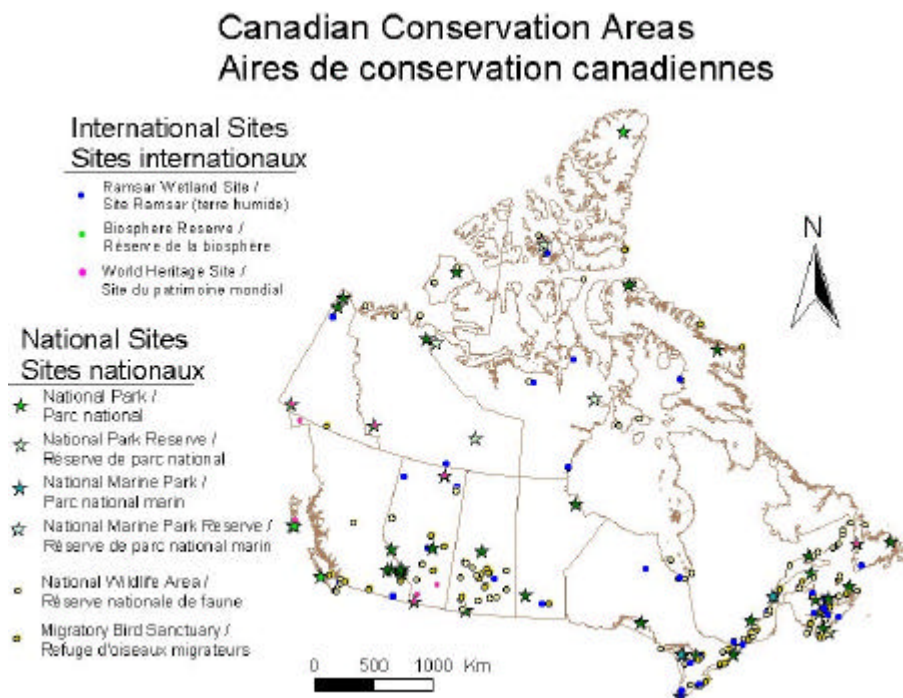 Canadian Conservation Areas
Aires de conservation canadiennes
International Sites
Sites internationaux
Ramsar Wetland Site /
Site Ramsar (terre humide)
Biosphere Reserve /
Réserve de la biosphère
World Heritage Site /
Site du patrimoine mondial
N
National Sites
Sites nationaux
National Park /
Parc national
National Park Reserve /
Réserve de parc national
National Marine Park /
Parc national marin
National Marine Park Reserve /
Réserve de parc national marin
National Wildlife Area /
Réserve nationale de faune
Migratory Bird Sanctuary /
Refuge d'oiseaux migrateurs
0 500 1000 Km